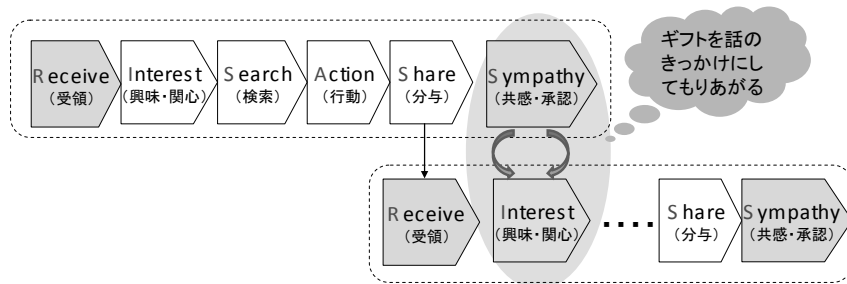 ギフトを話の
きっかけにし
てもりあがる
Receive
(受領)
Interest
(興味・関心)
Search
(検索)
Action
(行動)
Share
(分与)
Sympathy
(共感・承認)
Receive
(受領)
Interest
(興味・関心)
....
Share
(分与)
Sympathy
(共感・承認)